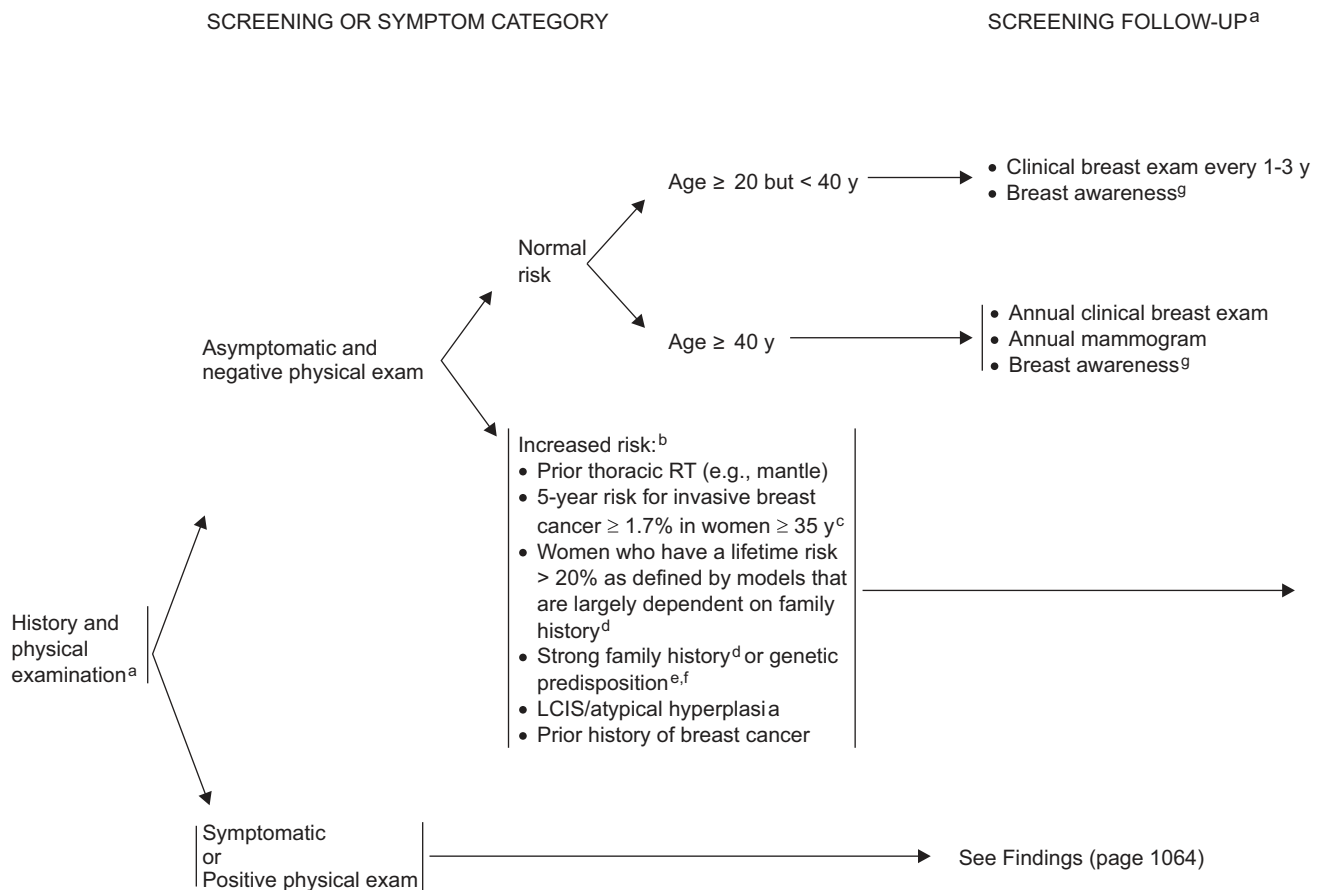 SCREENING OR SYMPTOM CATEGORY
SCREENING FOLLOW-UPa
Age ≥ 20 but < 40 y
• Clinical breast exam every 1-3 y
• Breast awarenessg
Normal
risk
Age ≥ 40 y
• Annual clinical breast exam
• Annual mammogram
• Breast awarenessg
Asymptomatic and
negative physical exam
Increased risk:b
• Prior thoracic RT (e.g., mantle)
• 5-year risk for invasive breast
cancer ≥ 1.7% in women ≥ 35 yc
• Women who have a lifetime risk
> 20% as defined by models that
are largely dependent on family
historyd
• Strong family historyd or genetic
predispositione,f
• LCIS/atypical hyperplasia
• Prior history of breast cancer
History and
physical
examinationa
Symptomatic
or
Positive physical exam
See Findings (page 1064)